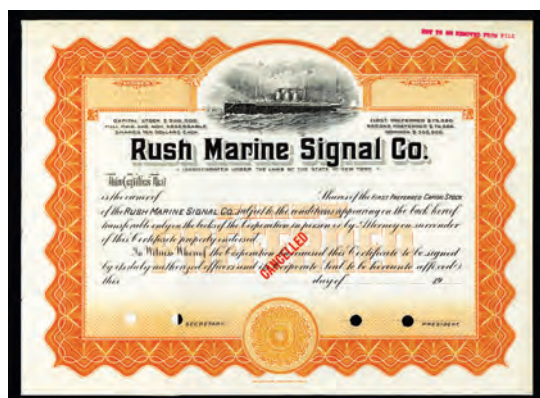 NOT TO BE REMOVED FROM FILE
CAPITAL STOCK $500,000. FIRST PREFERRED $75,000.
FULL PAID AND NON ASSESSABLE. SECOND PREFERRED $75,000.
SHARES TEN DOLLARS EACH. COMMON $350,000.
Rush Marine Signal Co.
INCORPORATED UNDER THE LAWS OF THE STATE OF NEW YORK
This Certifies that
is the owner of Shares of the FIRST PREFERRED CAPITAL STOCK
of the RUSH MARINE SIGNAL CO. subject to the conditions appearing on the back hereof
transferable only on the books of the Corporation in person or by Attorney on surrender
of this Certificate properly endorsed.
In Witness Whereof, the Corporation has caused this Certificate to be signed
by its duly authorized officers and its corporate Seal to be hereunto affixed
this day of 19
CANCELLED
SECRETARY. PRESIDENT.